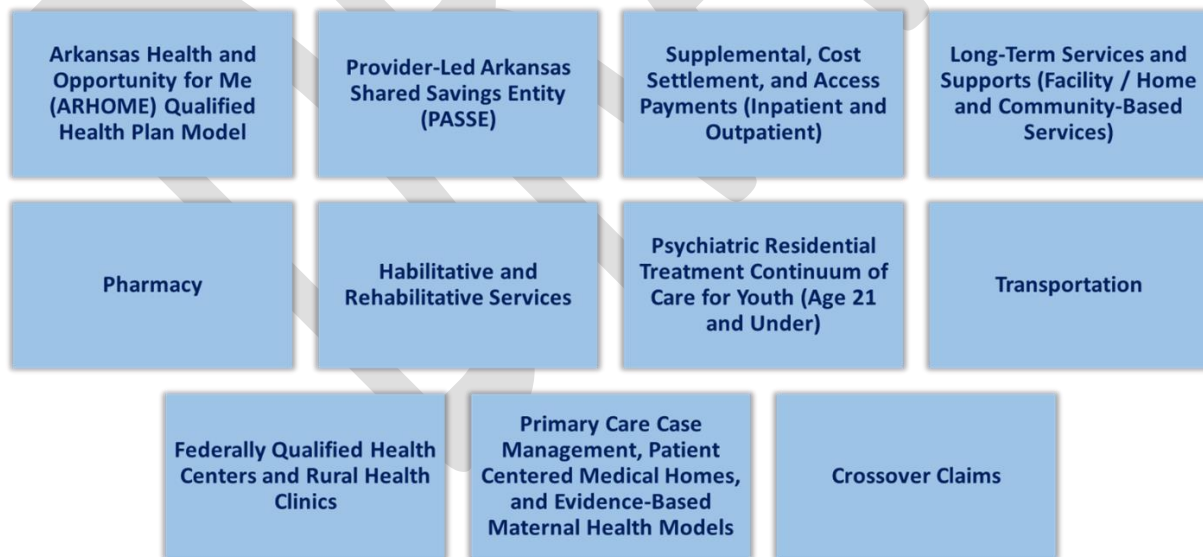 Arkansas Health and
Opportunity for Me
(ARHOME) Qualified
Health Plan Model
Provider-Led Arkansas
Shared Savings Entity
(PASSE)
Supplemental, Cost
Settlement, and Access
Payments (Inpatient and
Outpatient)
Long-Term Services and
Supports (Facility / Home
and Community-Based
Services)
Pharmacy
Habilitative and
Rehabilitative Services
Psychiatric Residential
Treatment Continuum of
Care for Youth (Age 21
and Under)
Transportation
Federally Qualified Health
Centers and Rural Health
Clinics
Primary Care Case
Management, Patient
Centered Medical Homes,
and Evidence-Based
Maternal Health Models
Crossover Claims